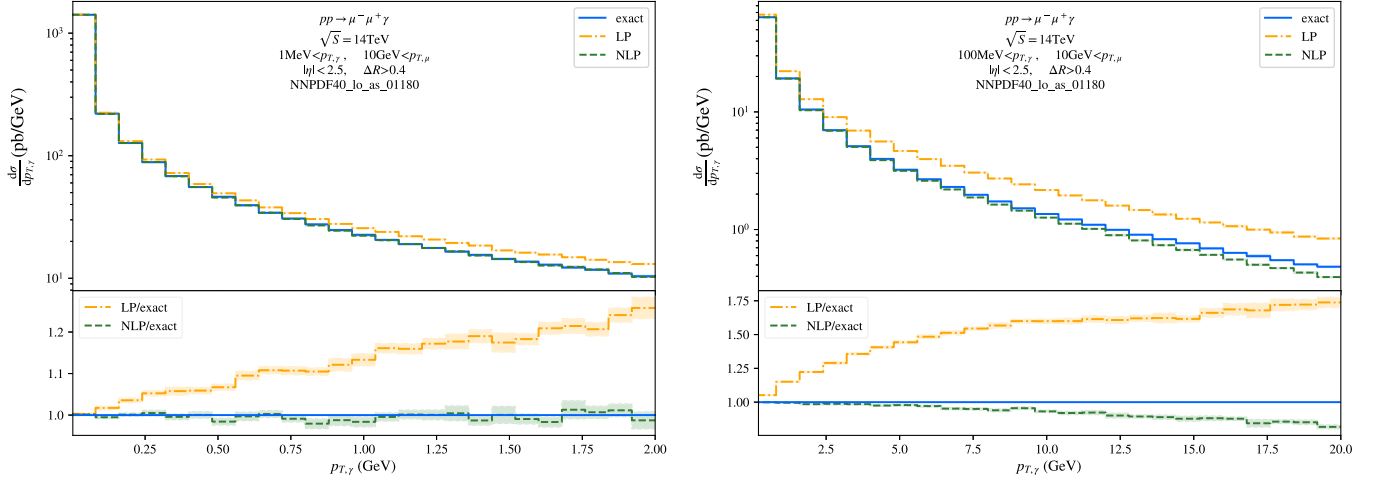 pp → μ⁻μ⁺γ
√S = 14TeV
1MeV<p_{T,γ} ,   10GeV<p_{T,μ}
|η|<2.5,   ΔR>0.4
NNPDF40_lo_as_01180
exact
LP
NLP
10³
10²
10¹
dσ/dp_{T,γ} (pb/GeV)
LP/exact
NLP/exact
1.2
1.1
1.0
0.25 0.50 0.75 1.00 1.25 1.50 1.75 2.00
p_{T,γ} (GeV)
pp → μ⁻μ⁺γ
√S = 14TeV
100MeV<p_{T,γ} ,   10GeV<p_{T,μ}
|η|<2.5,   ΔR>0.4
NNPDF40_lo_as_01180
exact
LP
NLP
10¹
10⁰
dσ/dp_{T,γ} (pb/GeV)
LP/exact
NLP/exact
1.75
1.50
1.25
1.00
2.5 5.0 7.5 10.0 12.5 15.0 17.5 20.0
p_{T,γ} (GeV)